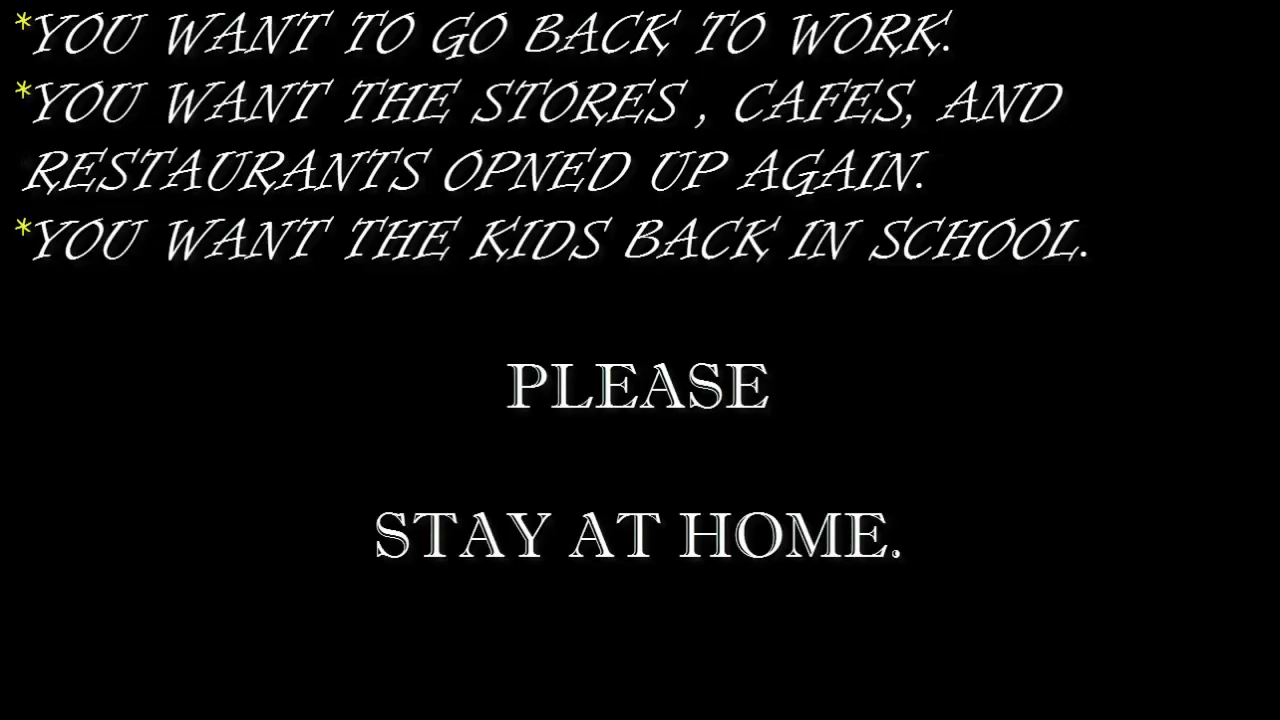 *YOU WANT TO GO BACK TO WORK.
*YOU WANT THE STORES , CAFES, AND
RESTAURANTS OPNED UP AGAIN.
*YOU WANT THE KIDS BACK IN SCHOOL.
PLEASE
STAY AT HOME.